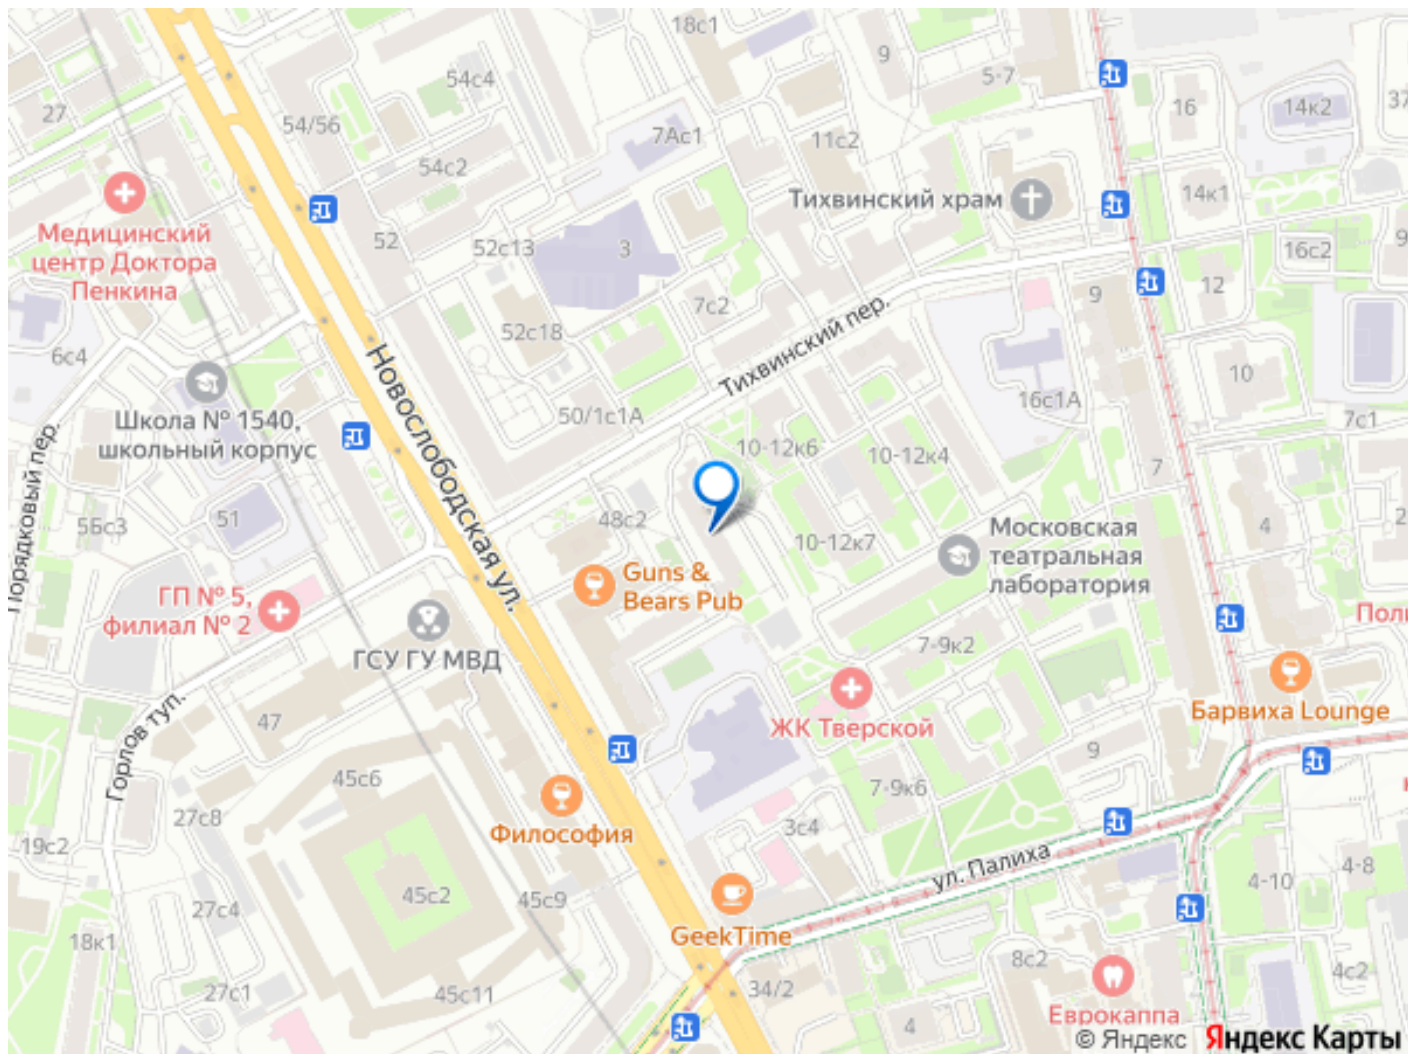 18с1
9
5-7
16
14к2
37
54с4
27
54/56
7Ас1
11с2
54с2
Тихвинский храм
14к1
Медицинский
центр Доктора
Пенкина
52
52с13
3
16с2
9
7с2
9
12
52с18
Тихвинский пер.
6с4
Новослободская ул.
10
16с1А
50/1с1А
7с1
Школа № 1540,
школьный корпус
Порядковый пер.
10-12к6
10-12к4
7
5Бс3
51
48с2
10-12к7
Московская
театральная
лаборатория
4
2
Guns &
Bears Pub
ГП № 5,
филиал № 2
ГСУ ГУ МВД
7-9к2
Горлов туп.
47
ЖК Тверской
Барвиха Lounge
9
45с6
7-9к6
27с8
Философия
3с4
19с2
ул. Палиха
4-10
4-8
45с2
45с9
27с4
GeekTime
18к1
8с2
4с2
27с1
45с11
34/2
4
Еврокаппа
© Яндекс Яндекс Карты